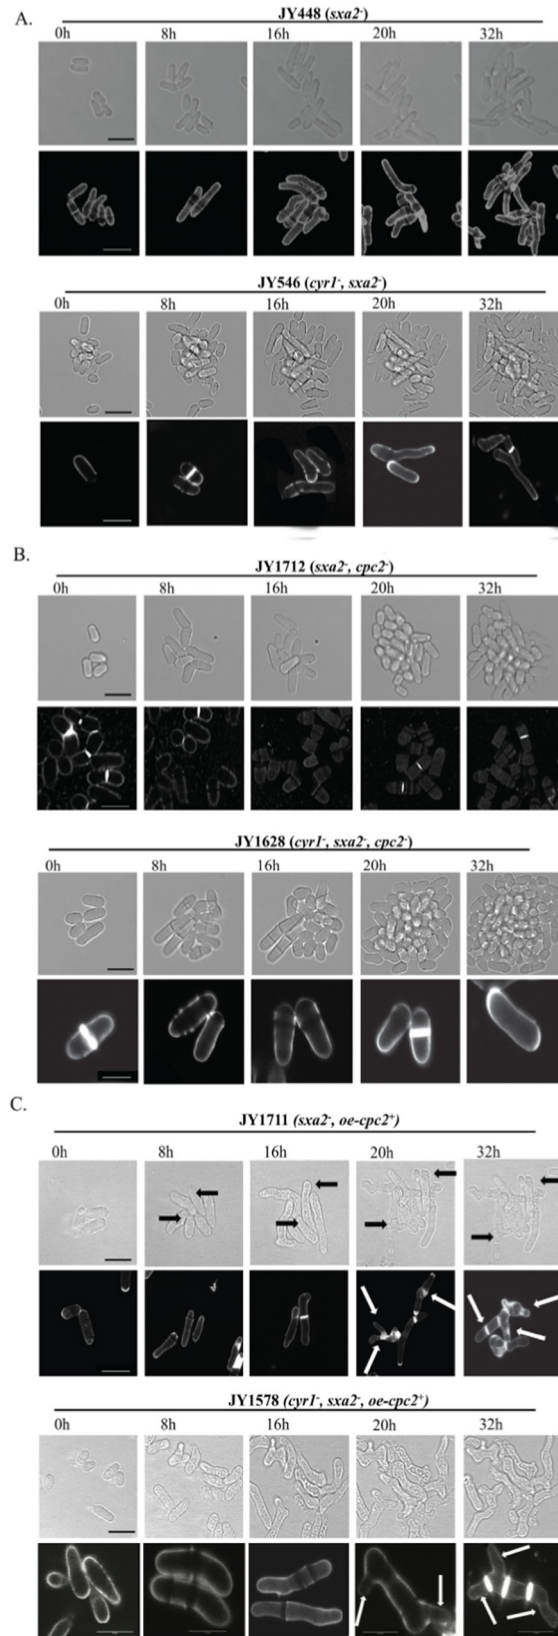 A.
JY448 (sxa2-)
0h 8h 16h 20h 32h
JY546 (cyr1-, sxa2-)
0h 8h 16h 20h 32h
B.
JY1712 (sxa2-, cpc2-)
0h 8h 16h 20h 32h
JY1628 (cyr1-, sxa2-, cpc2-)
0h 8h 16h 20h 32h
C.
JY1711 (sxa2-, oe-cpc2+)
0h 8h 16h 20h 32h
JY1578 (cyr1-, sxa2-, oe-cpc2+)
0h 8h 16h 20h 32h